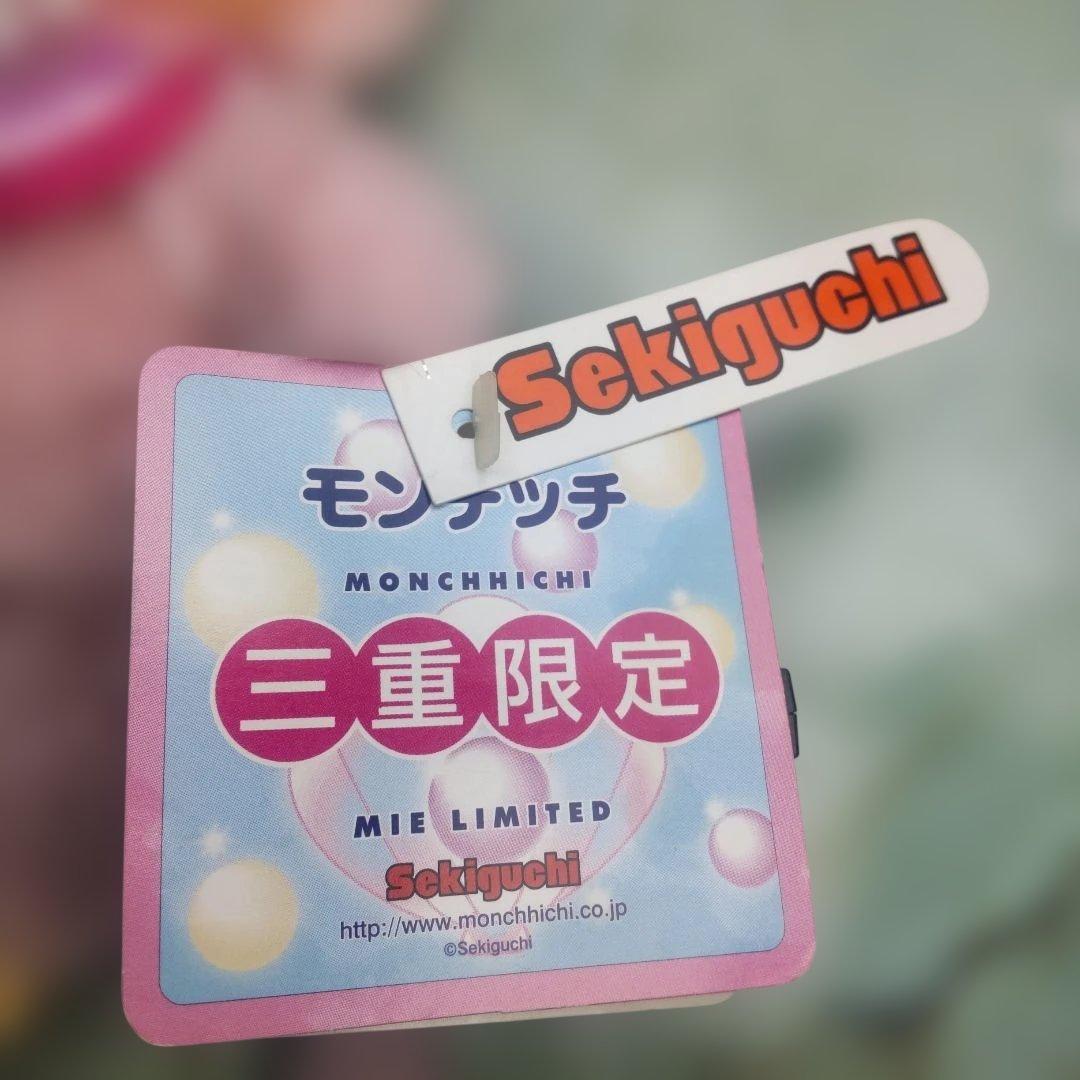 Sekiguchi
モンチッチ
MONCHHICHI
三重限定
MIE LIMITED
Sekiguchi
http://www.monchhichi.co.jp
©Sekiguchi